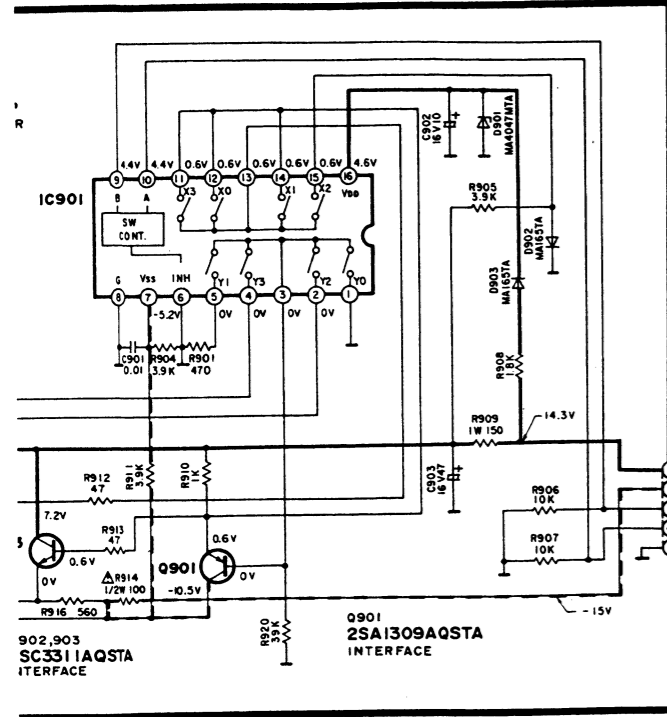 R
IC901
9
10
11
12
13
14
15
16
4.4V
4.4V
0.6V
0.6V
0.6V
0.6V
0.6V
4.6V
B
A
X3
X0
X1
X2
VDD
SW
CONT.
G
VSS
INH
Y1
Y3
Y2
Y0
8
7
6
5
4
3
2
1
-5.2V
0V
0V
0V
0V
C901
0.01
R904
3.9K
R901
470
C902
16V10
D901
MA4047MTA
R905
3.9K
D902
MA165TA
D903
MA165TA
R908
1.8K
R909
1W 150
-14.3V
C903
16V47
R906
10K
R907
10K
R912
47
R911
3.9K
R910
1K
7.2V
R913
47
0.6V
0V
R914
1/2W 100
R916 560
Q901
0.6V
0V
-10.5V
R920
39K
-15V
902,903
SC3311AQSTA
TERFACE
Q901
2SA1309AQSTA
INTERFACE